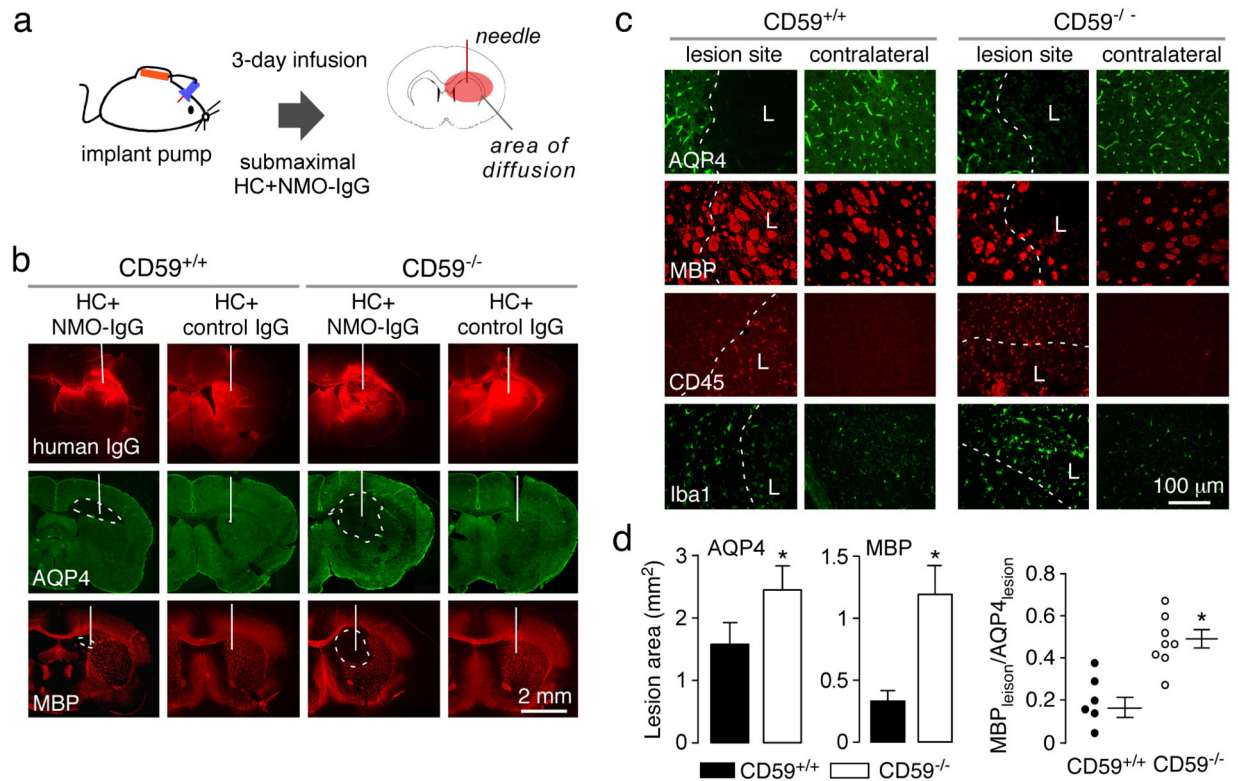 a
needle
3-day infusion
implant pump
submaximal
HC+NMO-IgG
area of
diffusion
b
CD59+/+ CD59-/-
HC+ HC+ HC+ HC+
NMO-IgG control IgG NMO-IgG control IgG
human IgG
AQP4
MBP
2 mm
c
CD59+/+ CD59-/ -
lesion site contralateral lesion site contralateral
L L
AQP4
L L
MBP
CD45 L L
Iba1 L L
100 µm
d
AQP4 MBP
Lesion area (mm2)
3
2
1
0
*
1.5
1
0.5
0
*
CD59+/+ CD59-/-
MBPleison/AQP4lesion
0.8
0.6
0.4
0.2
0
*
CD59+/+ CD59-/-